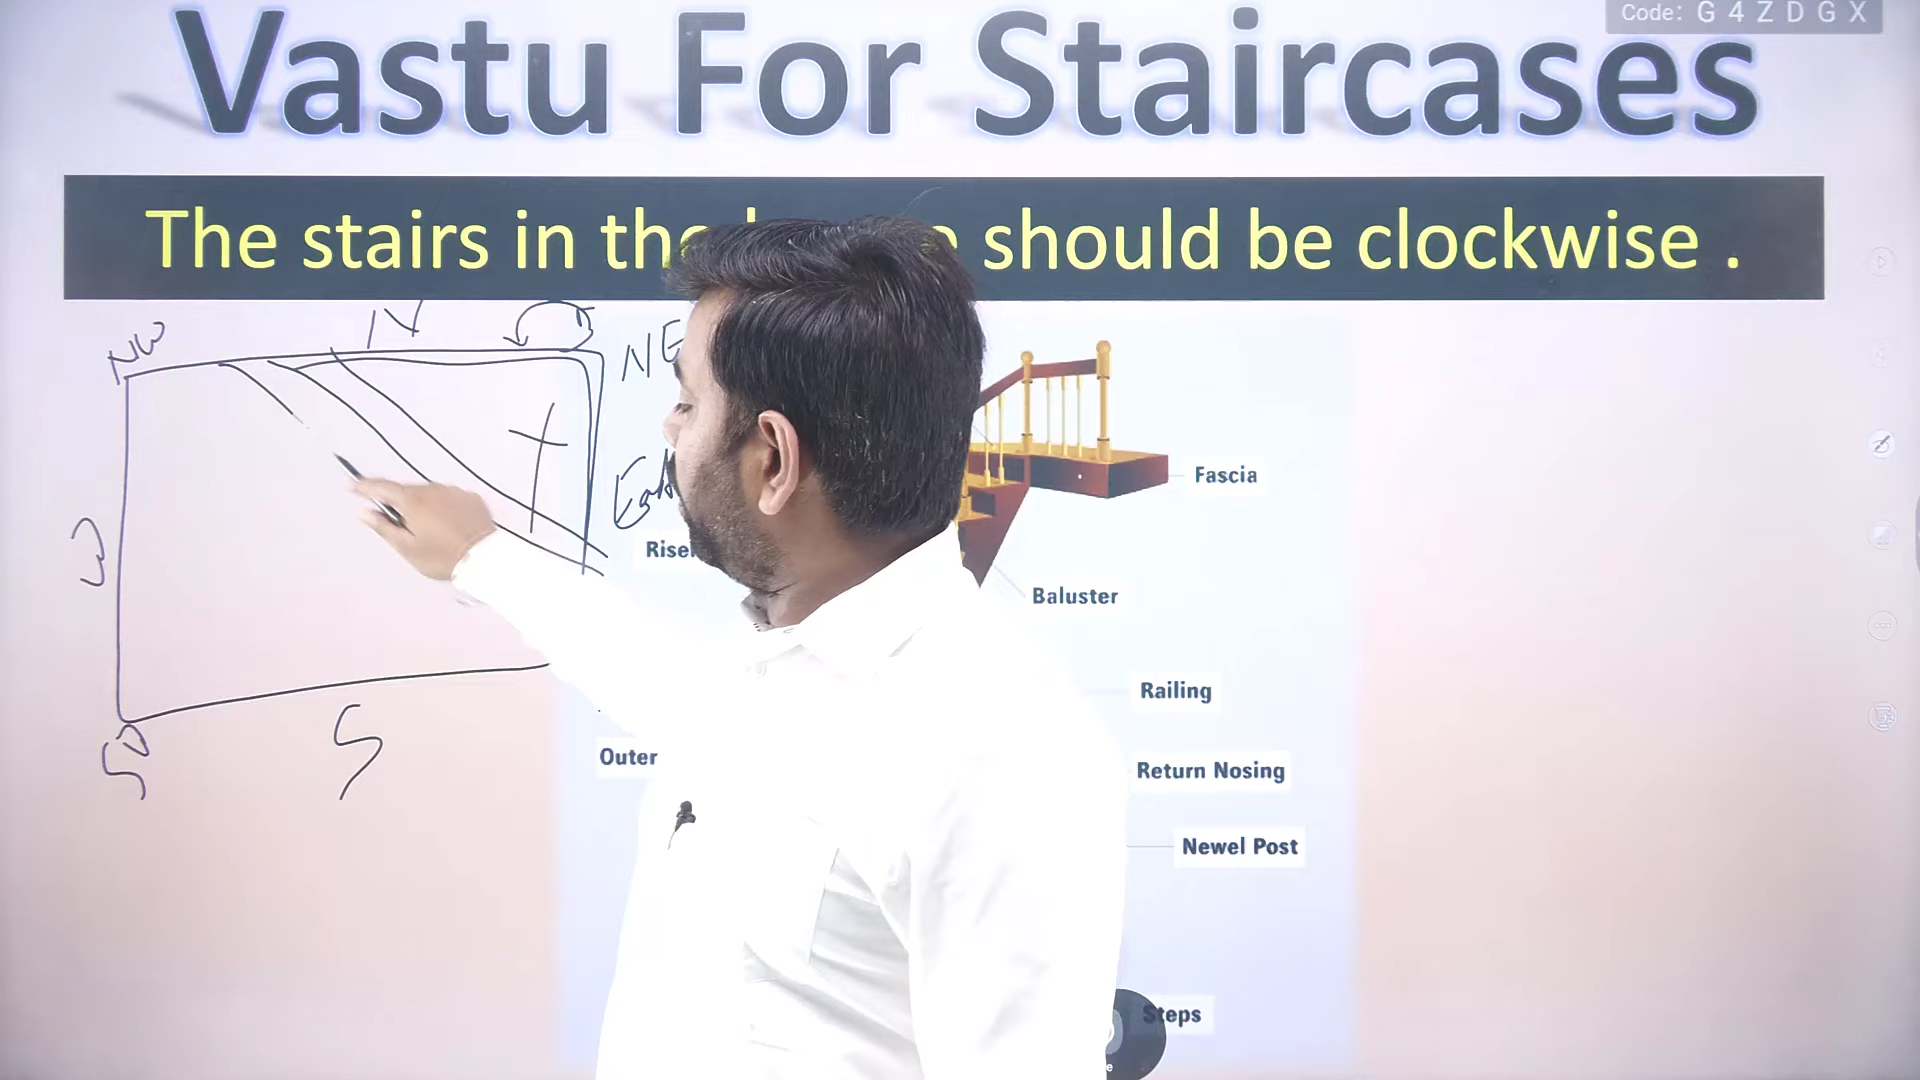 Code: G 4 Z D G X
Vastu For Staircases
The stairs in the should be clockwise .
N
NW
NE
W
S
Fascia
Baluster
Railing
Outer
Return Nosing
Newel Post
Steps